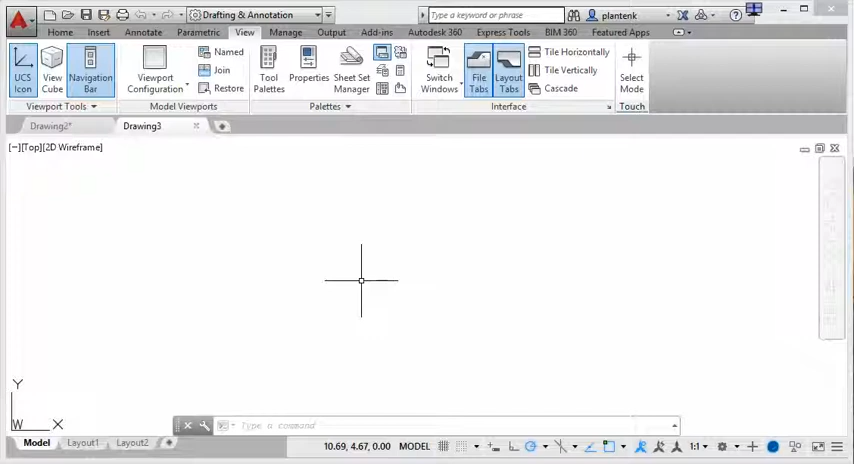 Drafting & Annotation
Type a keyword or phrase
plantenk
Home Insert Annotate Parametric View Manage Output Add-ins Autodesk 360 Express Tools BIM 360 Featured Apps
UCS Icon
View Cube
Navigation Bar
Viewport Tools
Viewport Configuration
Named
Join
Restore
Model Viewports
Tool Palettes
Properties
Sheet Set Manager
Palettes
Switch Windows
File Tabs
Layout Tabs
Tile Horizontally
Tile Vertically
Cascade
Interface
Select Mode
Touch
Drawing2*
Drawing3
[−][Top][2D Wireframe]
Y
W X
Type a command
Model Layout1 Layout2
10.69, 4.67, 0.00 MODEL
1:1